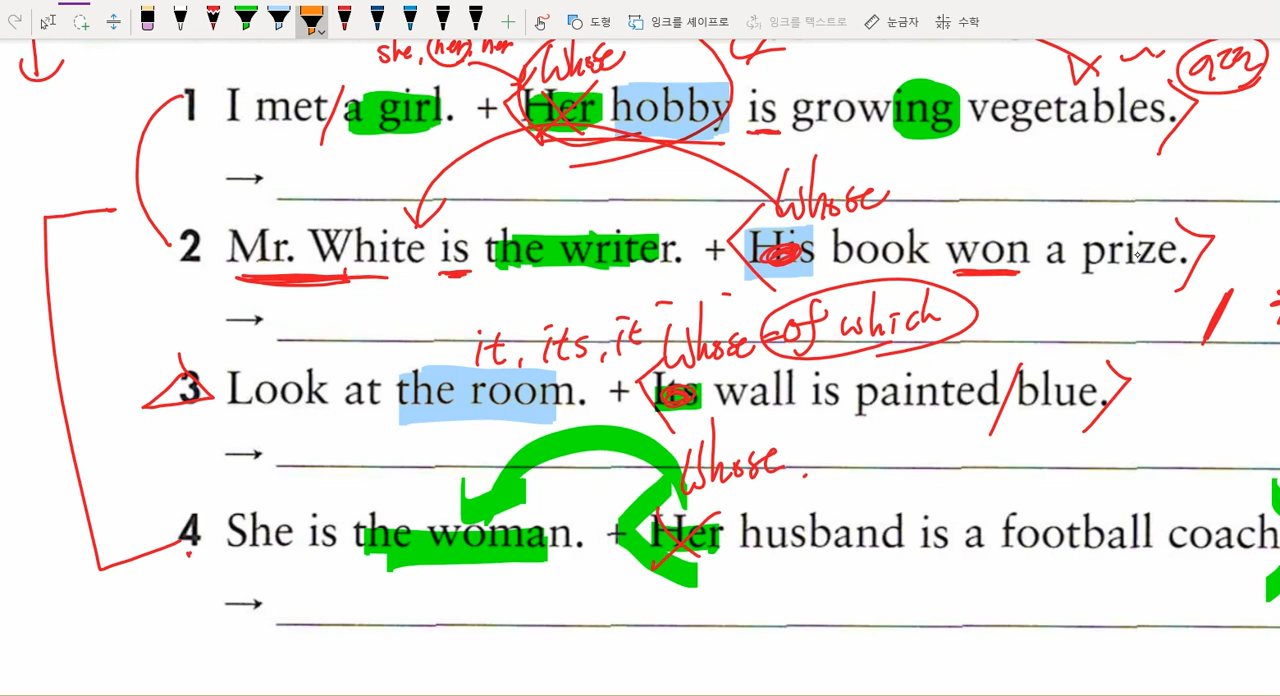 도형 잉크를 셰이프로 잉크를 텍스트로 눈금자 수학
she, her, her
Whose
1 I met/a girl. + Her hobby is growing vegetables.
→
Whose
2 Mr. White is the writer. + His book won a prize.
→
it, its, it Whose of which
3 Look at the room. + Its wall is painted/blue.
→
Whose.
4 She is the woman. + Her husband is a football coach
→